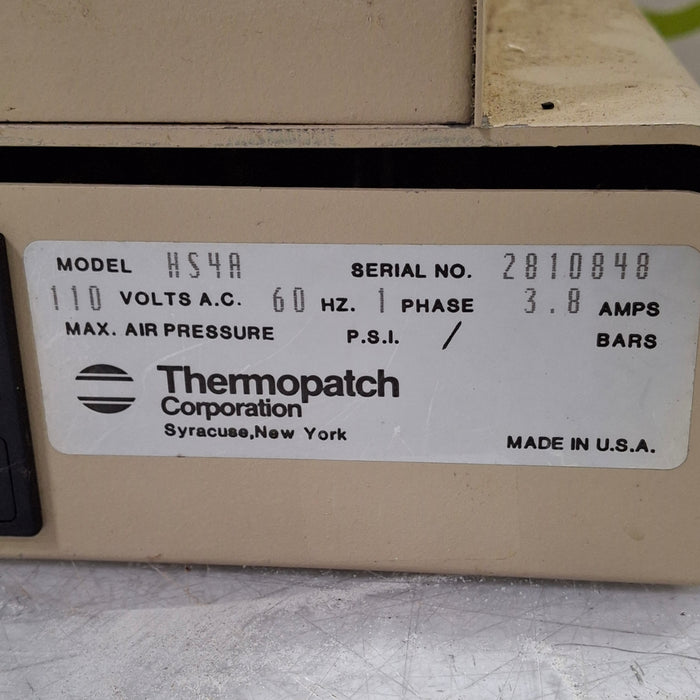 MODEL HS4A SERIAL NO. 2810848
110 VOLTS A.C. 60 HZ. 1 PHASE 3.8 AMPS
MAX. AIR PRESSURE P.S.I. / BARS
Thermopatch
Corporation
Syracuse,New York
MADE IN U.S.A.